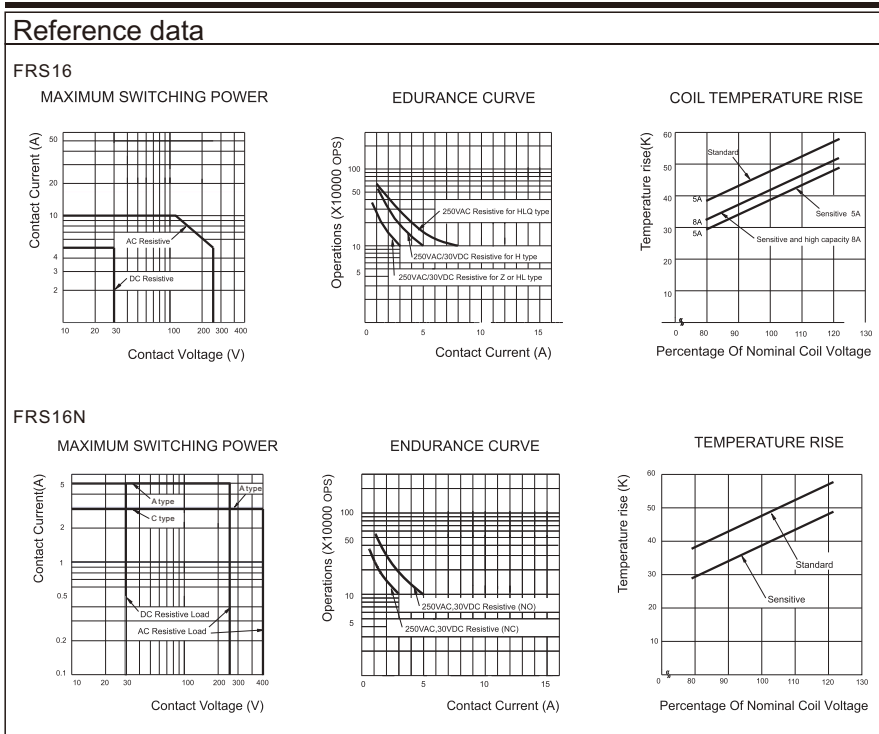 Reference data
FRS16
MAXIMUM SWITCHING POWER
Contact Current (A)
50
20
10
4
3
2
AC Resistive
DC Resistive
10 20 30 100 200 300 400
Contact Voltage (V)
EDURANCE CURVE
Operations (X10000 OPS)
100
50
10
5
250VAC Resistive for HLQ type
250VAC/30VDC Resistive for H type
250VAC/30VDC Resistive for Z or HL type
0 5 10 15
Contact Current (A)
COIL TEMPERATURE RISE
Temperature rise(K)
60
50
40
30
20
10
Standard
5A
8A
5A
Sensitive 5A
Sensitive and high capacity 8A
0 80 90 100 110 120 130
Percentage Of Nominal Coil Voltage
FRS16N
MAXIMUM SWITCHING POWER
Contact Current(A)
5
2
1
0.5
0.2
0.1
A type
A type
C type
DC Resistive Load
AC Resistive Load
10 20 30 100 200 300 400
Contact Voltage (V)
ENDURANCE CURVE
Operations (X10000 OPS)
100
50
10
5
250VAC,30VDC Resistive (NO)
250VAC,30VDC Resistive (NC)
0 5 10 15
Contact Current (A)
TEMPERATURE RISE
Temperature rise (K)
60
50
40
30
20
10
Standard
Sensitive
0 80 90 100 110 120 130
Percentage Of Nominal Coil Voltage